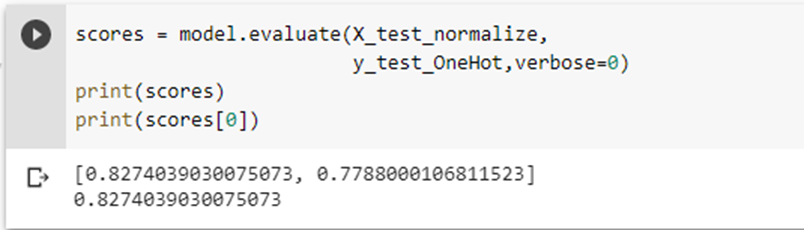 scores = model.evaluate(X_test_normalize,
y_test_OneHot,verbose=0)
print(scores)
print(scores[0])
[0.8274039030075073, 0.7788000106811523]
0.8274039030075073